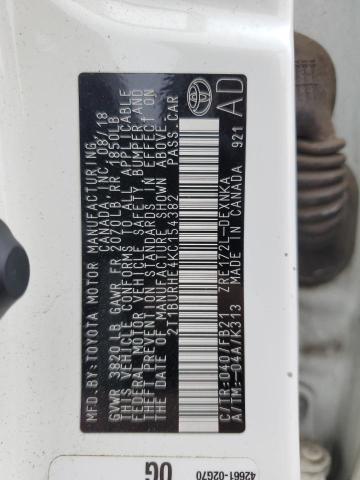 MFD. BY: TOYOTA MOTOR MANUFACTURING,
CANADA, INC. 08/18
GVWR 3820LB GAWR FR 2070LB RR 1850LB
THIS VEHICLE CONFORMS TO ALL APPLICABLE
FEDERAL MOTOR VEHICLE SAFETY, BUMPER, AND
THEFT PREVENTION STANDARDS IN EFFECT ON
THE DATE OF MANUFACTURE SHOWN ABOVE.
2T1BURHE4KC154382 PASS.CAR
C/TR:040/FB21 ZRE172L-DEXNKA
A/TM:-04A/K313 MADE IN CANADA 921
AD
TOYOTA
42661-02G70
0G